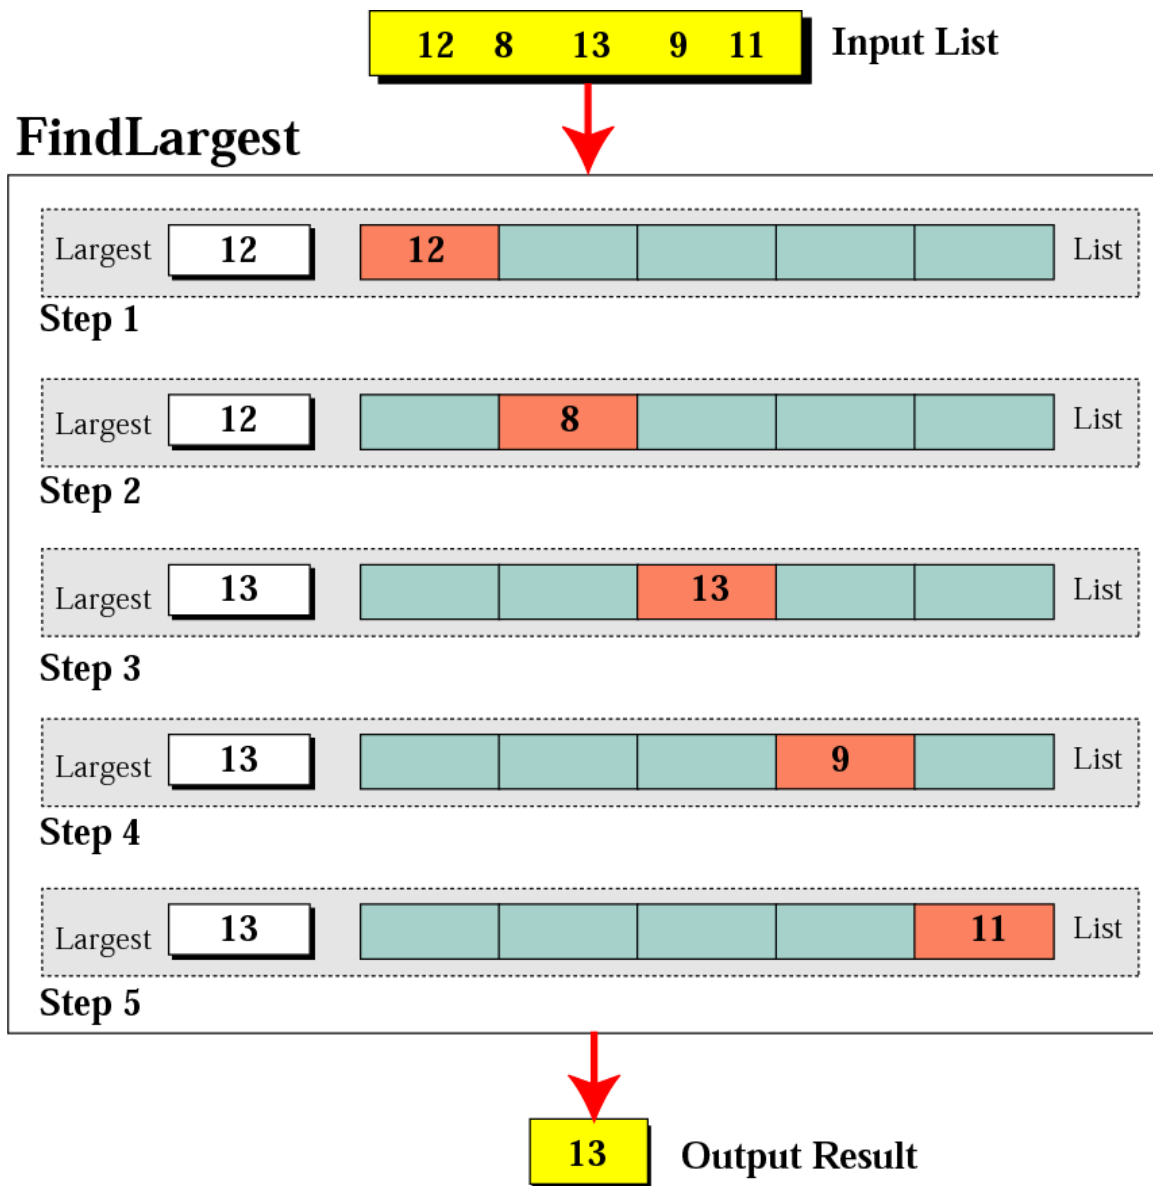 12 8 13 9 11 Input List
FindLargest
Largest 12 12 List
Step 1
Largest 12 8 List
Step 2
Largest 13 13 List
Step 3
Largest 13 9 List
Step 4
Largest 13 11 List
Step 5
13 Output Result